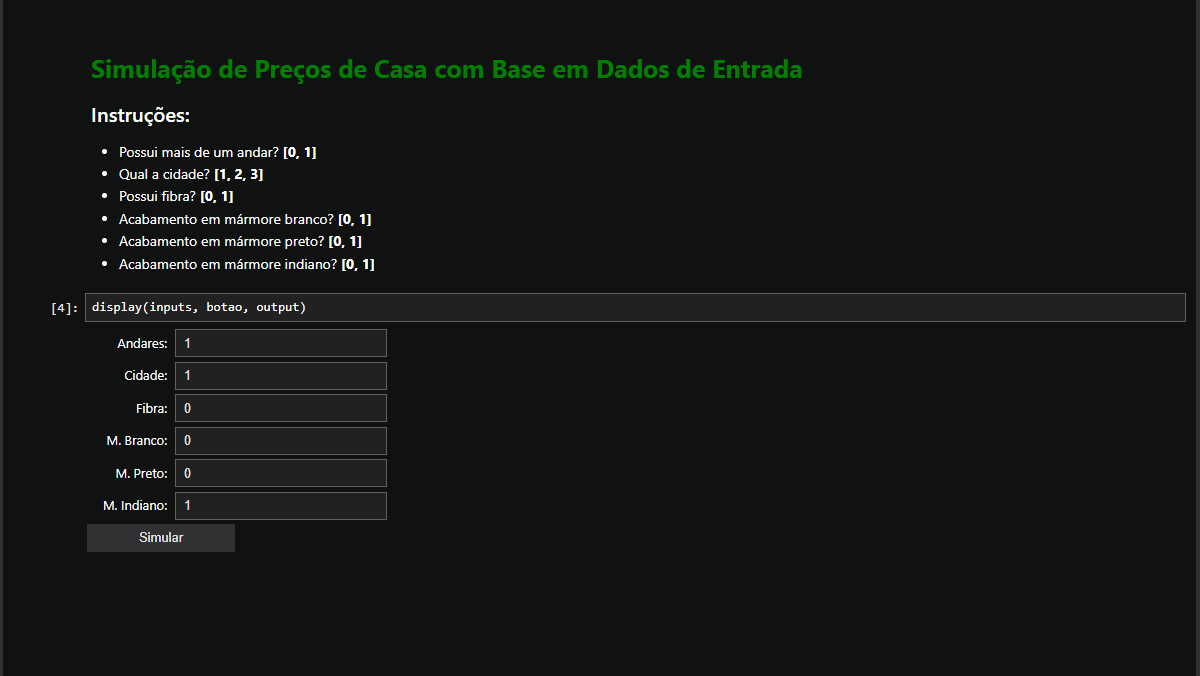 Simulação de Preços de Casa com Base em Dados de Entrada
Instruções:
• Possui mais de um andar? [0, 1]
• Qual a cidade? [1, 2, 3]
• Possui fibra? [0, 1]
• Acabamento em mármore branco? [0, 1]
• Acabamento em mármore preto? [0, 1]
• Acabamento em mármore indiano? [0, 1]
[4]: display(inputs, botao, output)
Andares: 1
Cidade: 1
Fibra: 0
M. Branco: 0
M. Preto: 0
M. Indiano: 1
Simular